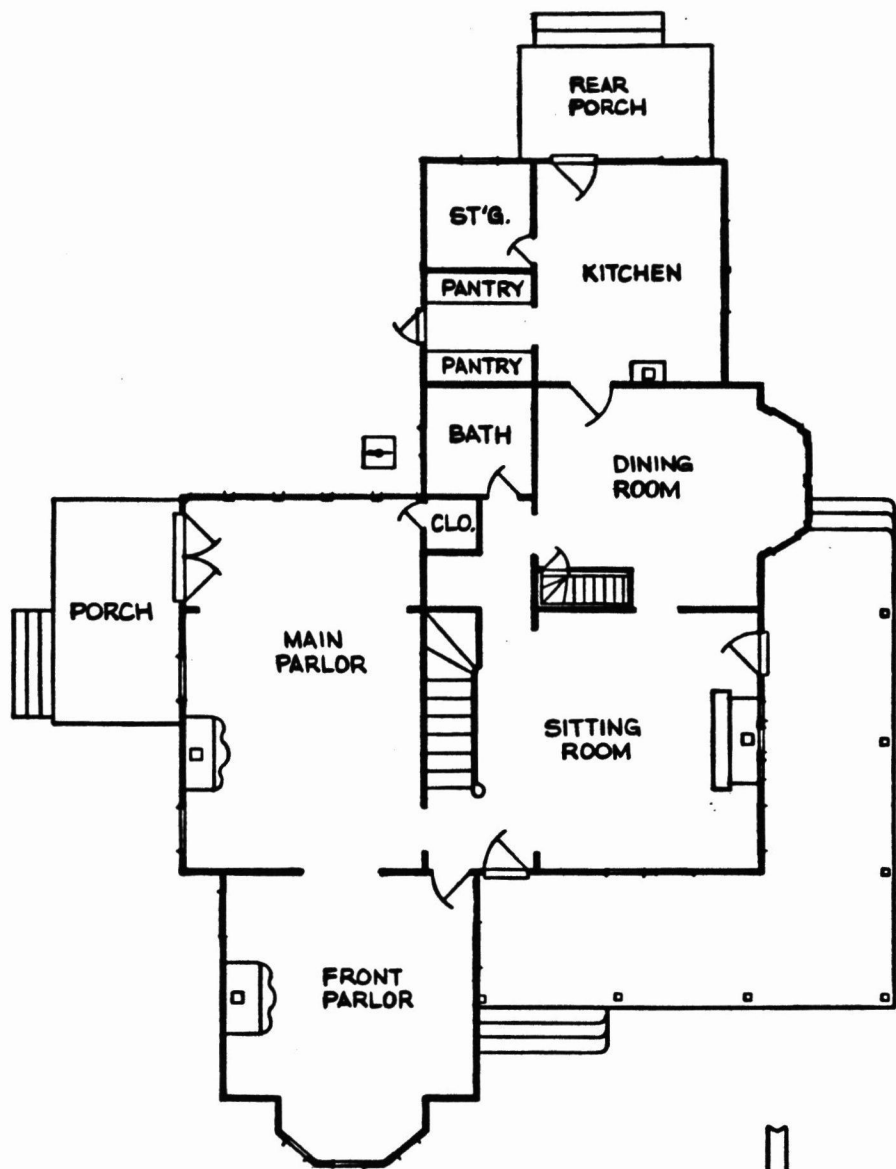 REAR
PORCH
ST'G.
KITCHEN
PANTRY
PANTRY
BATH
DINING
ROOM
CLO.
PORCH
MAIN
PARLOR
SITTING
ROOM
FRONT
PARLOR